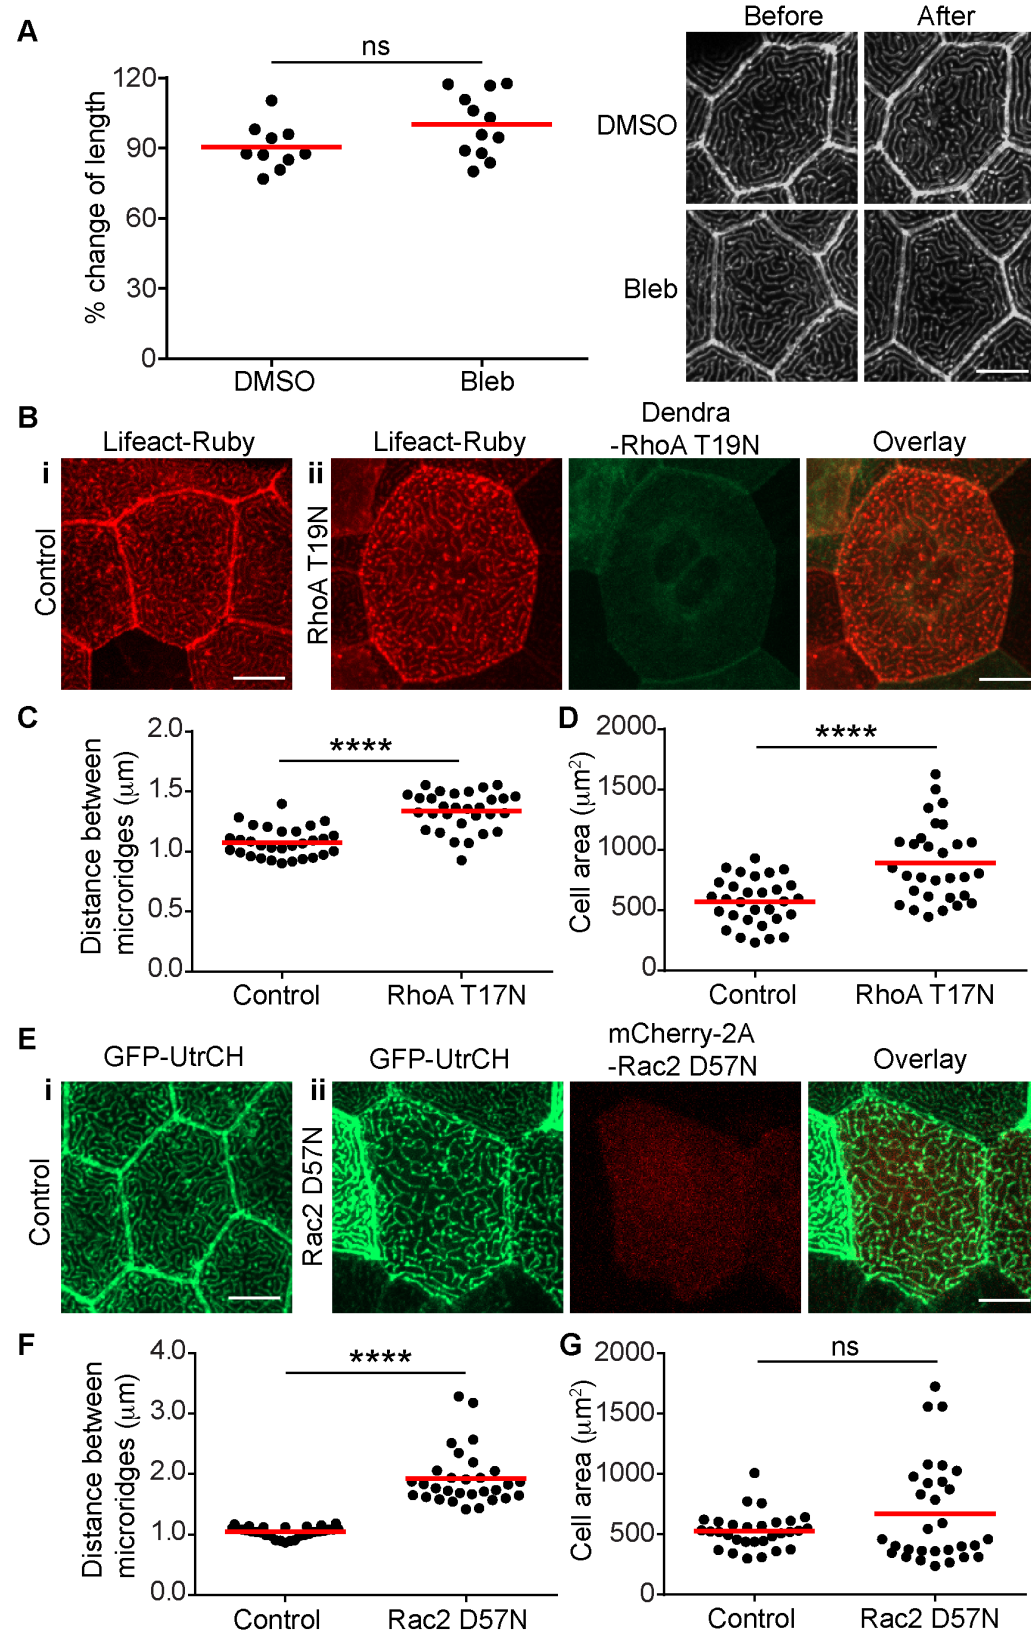 A
ns
120
90
60
30
0
% change of length
DMSO
Bleb
Before
After
DMSO
Bleb
B
Lifeact-Ruby
Lifeact-Ruby
Dendra
-RhoA T19N
Overlay
i
ii
Control
RhoA T19N
C
2.0
1.5
1.0
0.5
0.0
Distance between
microridges (μm)
****
Control
RhoA T17N
D
2000
1500
1000
500
0
Cell area (μm²)
****
Control
RhoA T17N
E
GFP-UtrCH
GFP-UtrCH
mCherry-2A
-Rac2 D57N
Overlay
i
ii
Control
Rac2 D57N
F
4.0
3.0
2.0
1.0
0.0
Distance between
microridges (μm)
****
Control
Rac2 D57N
G
2000
1500
1000
500
0
Cell area (μm²)
ns
Control
Rac2 D57N